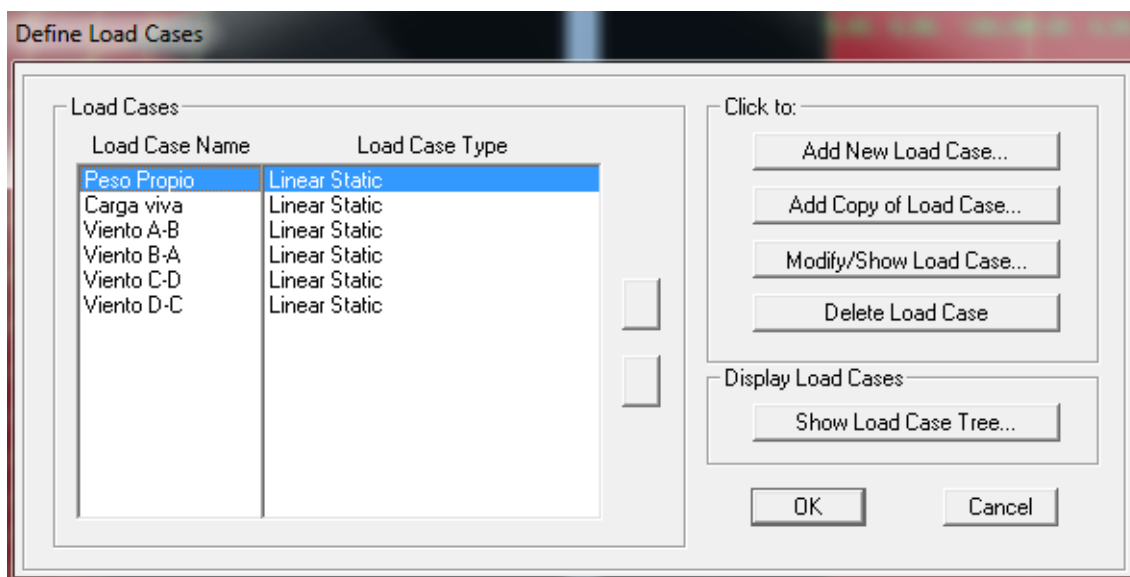 Define Load Cases
Load Cases
Load Case Name Load Case Type
Peso Propio Linear Static
Carga viva Linear Static
Viento A-B Linear Static
Viento B-A Linear Static
Viento C-D Linear Static
Viento D-C Linear Static
Click to:
Add New Load Case...
Add Copy of Load Case...
Modify/Show Load Case...
Delete Load Case
Display Load Cases
Show Load Case Tree...
OK Cancel